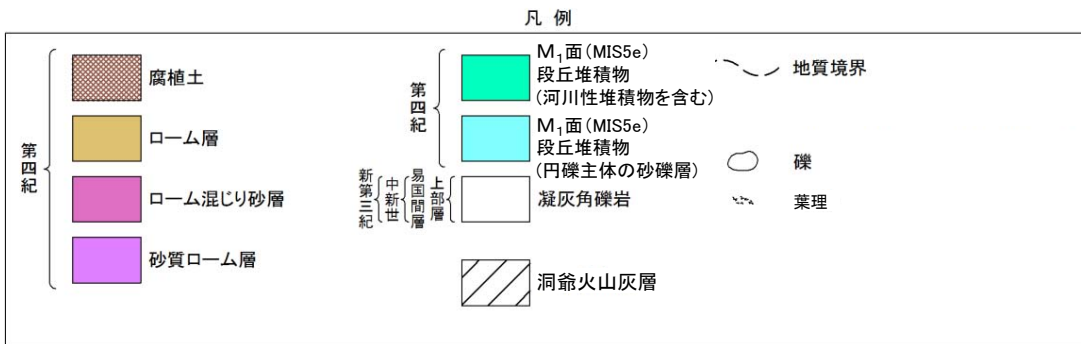 凡 例
第四紀
腐植土
ローム層
ローム混じり砂層
砂質ローム層
第四紀
M₁面(MIS5e)
段丘堆積物
(河川性堆積物を含む)
M₁面(MIS5e)
段丘堆積物
(円礫主体の砂礫層)
新第三紀
中新世
易国間層
上部層
凝灰角礫岩
洞爺火山灰層
地質境界
礫
葉理